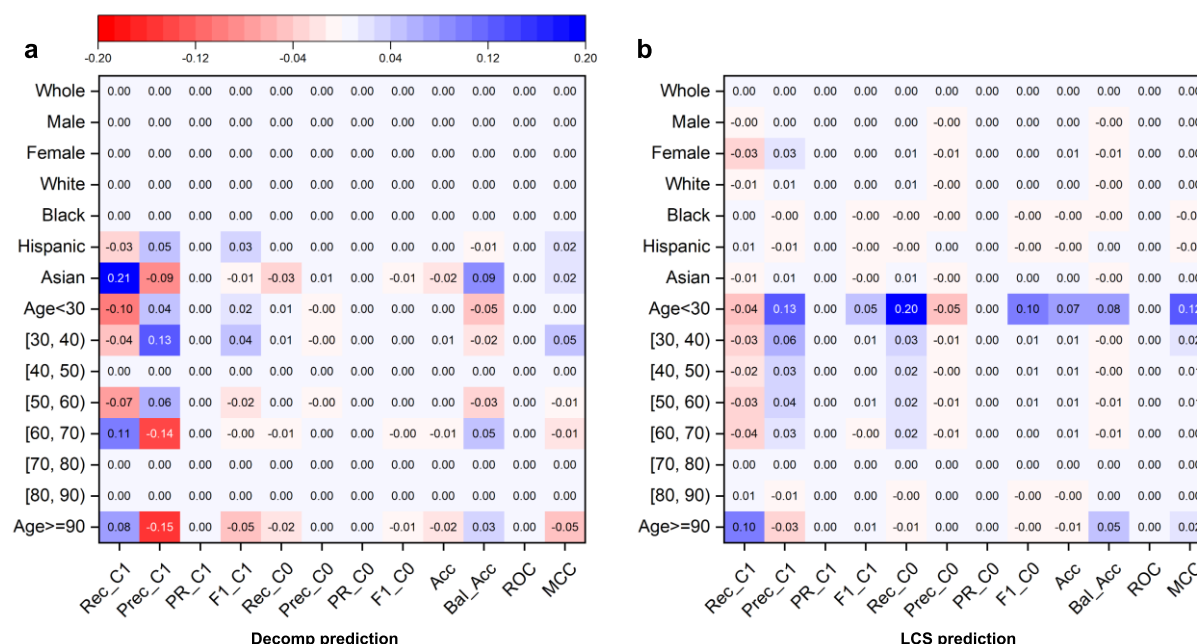 a
-0.20 -0.12 -0.04 0.04 0.12 0.20
Whole 0.00 0.00 0.00 0.00 0.00 0.00 0.00 0.00 0.00 0.00 0.00 0.00
Male 0.00 0.00 0.00 0.00 0.00 0.00 0.00 0.00 0.00 0.00 0.00 0.00
Female 0.00 0.00 0.00 0.00 0.00 0.00 0.00 0.00 0.00 0.00 0.00 0.00
White 0.00 0.00 0.00 0.00 0.00 0.00 0.00 0.00 0.00 0.00 0.00 0.00
Black 0.00 0.00 0.00 0.00 0.00 0.00 0.00 0.00 0.00 0.00 0.00 0.00
Hispanic -0.03 0.05 0.00 0.03 0.00 0.00 0.00 0.00 0.00 -0.01 0.00 0.02
Asian 0.21 -0.09 0.00 -0.01 -0.03 0.01 0.00 -0.01 -0.02 0.09 0.00 0.02
Age<30 -0.10 0.04 0.00 0.02 0.01 -0.00 0.00 0.00 0.00 -0.05 0.00 0.00
[30, 40) -0.04 0.13 0.00 0.04 0.01 -0.00 0.00 0.00 0.01 -0.02 0.00 0.05
[40, 50) 0.00 0.00 0.00 0.00 0.00 0.00 0.00 0.00 0.00 0.00 0.00 0.00
[50, 60) -0.07 0.06 0.00 -0.02 0.00 -0.00 0.00 0.00 0.00 -0.03 0.00 -0.01
[60, 70) 0.11 -0.14 0.00 -0.00 -0.01 0.00 0.00 -0.00 -0.01 0.05 0.00 -0.01
[70, 80) 0.00 0.00 0.00 0.00 0.00 0.00 0.00 0.00 0.00 0.00 0.00 0.00
[80, 90) 0.00 0.00 0.00 0.00 0.00 0.00 0.00 0.00 0.00 0.00 0.00 0.00
Age>=90 0.08 -0.15 0.00 -0.05 -0.02 0.00 0.00 -0.01 -0.02 0.03 0.00 -0.05
Rec_C1 Prec_C1 PR_C1 F1_C1 Rec_C0 Prec_C0 PR_C0 F1_C0 Acc Bal_Acc ROC MCC
Decomp prediction
b
Whole 0.00 0.00 0.00 0.00 0.00 0.00 0.00 0.00 0.00 0.00 0.00 0.00
Male -0.00 0.00 0.00 0.00 0.00 -0.00 0.00 0.00 0.00 -0.00 0.00 0.00
Female -0.03 0.03 0.00 0.00 0.01 -0.01 0.00 0.00 0.01 -0.01 0.00 0.00
White -0.01 0.01 0.00 0.00 0.01 -0.00 0.00 0.00 0.00 -0.00 0.00 0.00
Black 0.00 -0.00 0.00 -0.00 -0.00 0.00 0.00 -0.00 -0.00 -0.00 0.00 -0.0
Hispanic 0.01 -0.01 0.00 -0.00 -0.00 0.00 0.00 -0.00 -0.00 0.00 0.00 -0.0
Asian -0.01 0.01 0.00 0.00 0.01 -0.00 0.00 0.00 0.00 -0.00 0.00 0.00
Age<30 -0.04 0.13 0.00 0.05 0.20 -0.05 0.00 0.10 0.07 0.08 0.00 0.12
[30, 40) -0.03 0.06 0.00 0.01 0.03 -0.01 0.00 0.01 0.01 -0.00 0.00 0.02
[40, 50) -0.02 0.03 0.00 0.00 0.02 -0.00 0.00 0.01 0.01 -0.00 0.00 0.01
[50, 60) -0.03 0.04 0.00 0.01 0.02 -0.01 0.00 0.01 0.01 -0.00 0.00 0.01
[60, 70) -0.04 0.03 0.00 -0.00 0.02 -0.01 0.00 0.00 0.01 -0.01 0.00 0.01
[70, 80) 0.00 0.00 0.00 0.00 0.00 0.00 0.00 0.00 0.00 0.00 0.00 0.00
[80, 90) 0.01 -0.01 0.00 0.00 -0.00 0.00 0.00 -0.00 -0.00 0.00 0.00 0.00
Age>=90 0.10 -0.03 0.00 0.01 -0.01 0.00 0.00 -0.00 -0.01 0.05 0.00 0.02
Rec_C1 Prec_C1 PR_C1 F1_C1 Rec_C0 Prec_C0 PR_C0 F1_C0 Acc Bal_Acc ROC MCC
LCS prediction